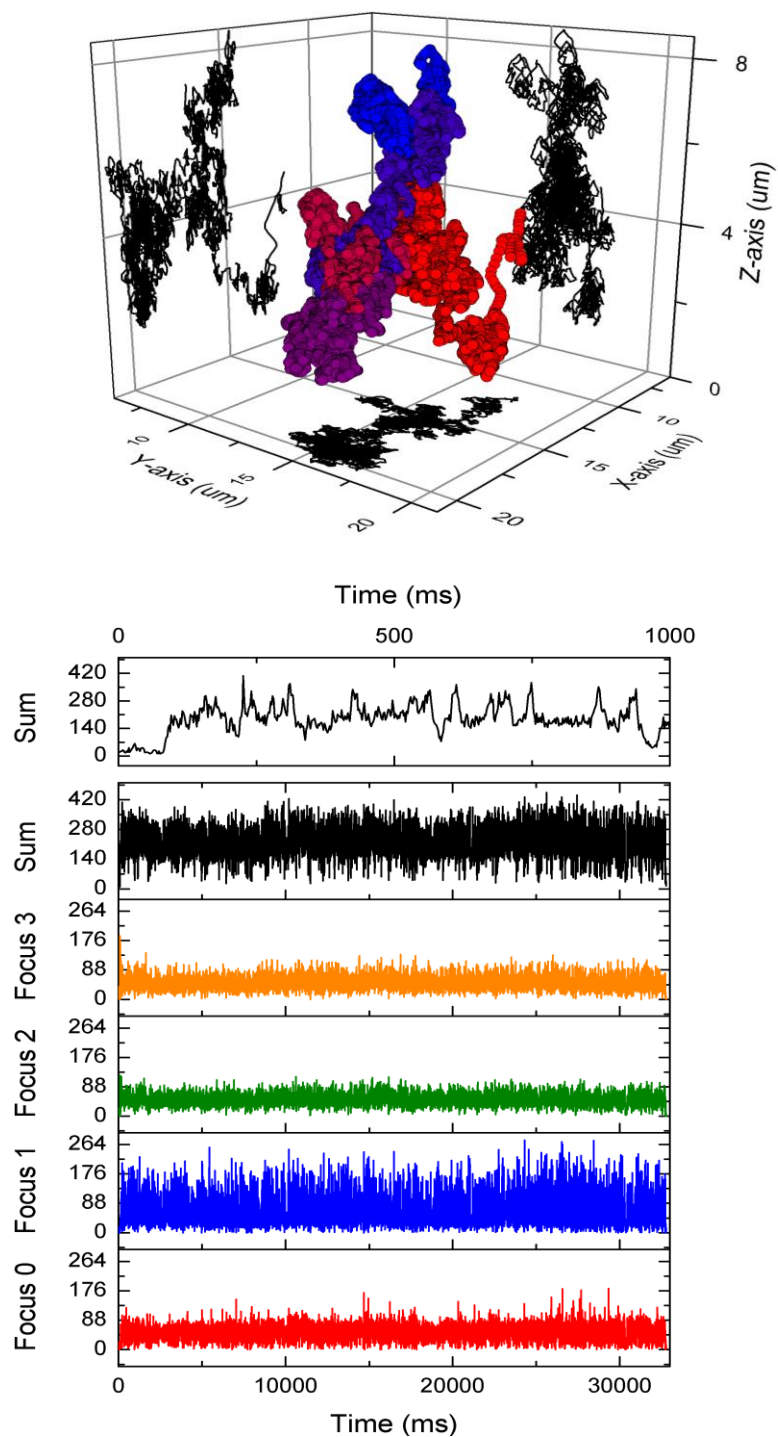 8
4
0
Z-axis (um)
10
15
20
Y-axis (um)
10
15
20
X-axis (um)
Time (ms)
0 500 1000
420
280
140
0
Sum
420
280
140
0
Sum
264
176
88
0
Focus 3
264
176
88
0
Focus 2
264
176
88
0
Focus 1
264
176
88
0
Focus 0
0 10000 20000 30000
Time (ms)